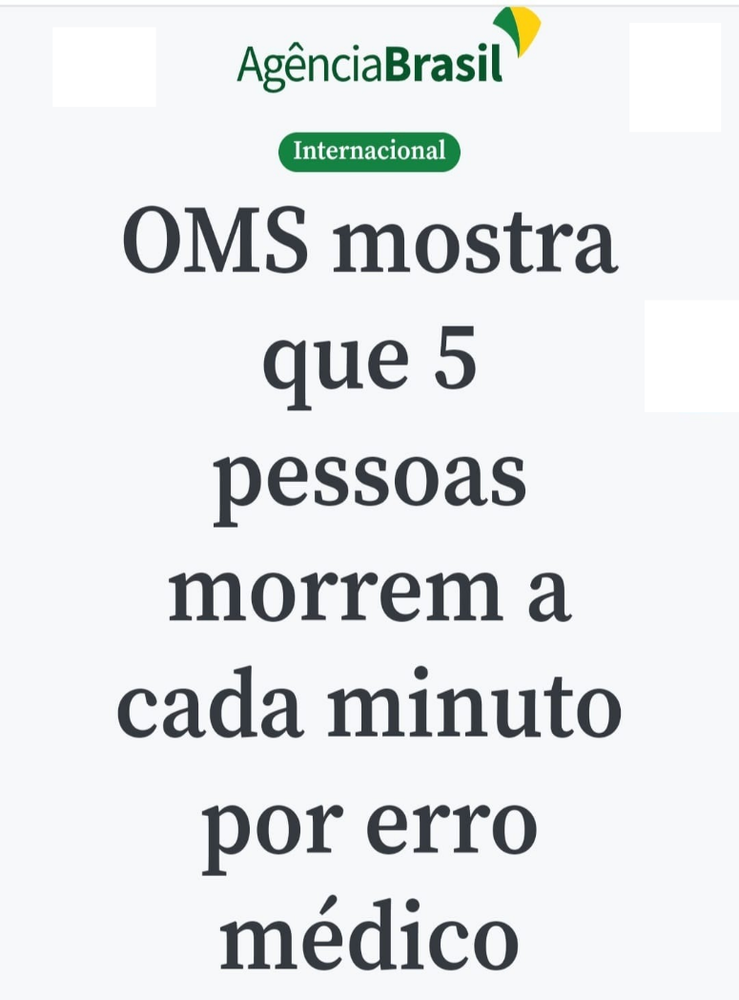 AgênciaBrasil
Internacional
OMS mostra
que 5
pessoas
morrem a
cada minuto
por erro
médico